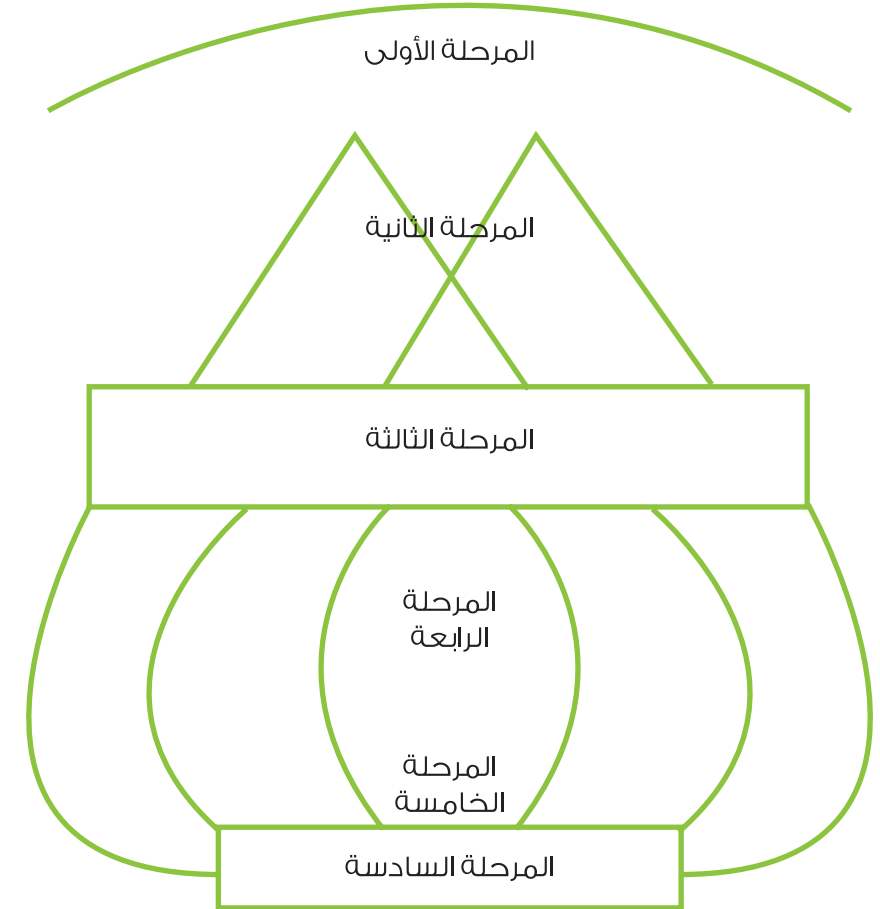 المرحلة الأولى
المرحلة الثانية
المرحلة الثالثة
المرحلة
الرابعة
المرحلة
الخامسة
المرحلة السادسة